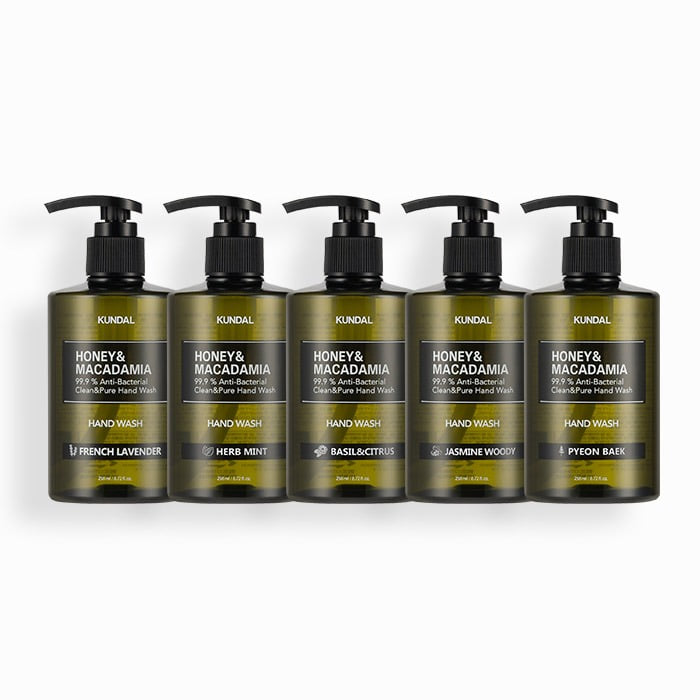 KUNDAL
HONEY&
MACADAMIA
99.9 % Anti-Bacterial
Clean&Pure Hand Wash
HAND WASH
FRENCH LAVENDER
KUNDAL
HONEY&
MACADAMIA
99.9 % Anti-Bacterial
Clean&Pure Hand Wash
HAND WASH
HERB MINT
KUNDAL
HONEY&
MACADAMIA
99.9 % Anti-Bacterial
Clean&Pure Hand Wash
HAND WASH
BASIL&CITRUS
KUNDAL
HONEY&
MACADAMIA
99.9 % Anti-Bacterial
Clean&Pure Hand Wash
HAND WASH
JASMINE WOODY
KUNDAL
HONEY&
MACADAMIA
99.9 % Anti-Bacterial
Clean&Pure Hand Wash
HAND WASH
PYEON BAEK